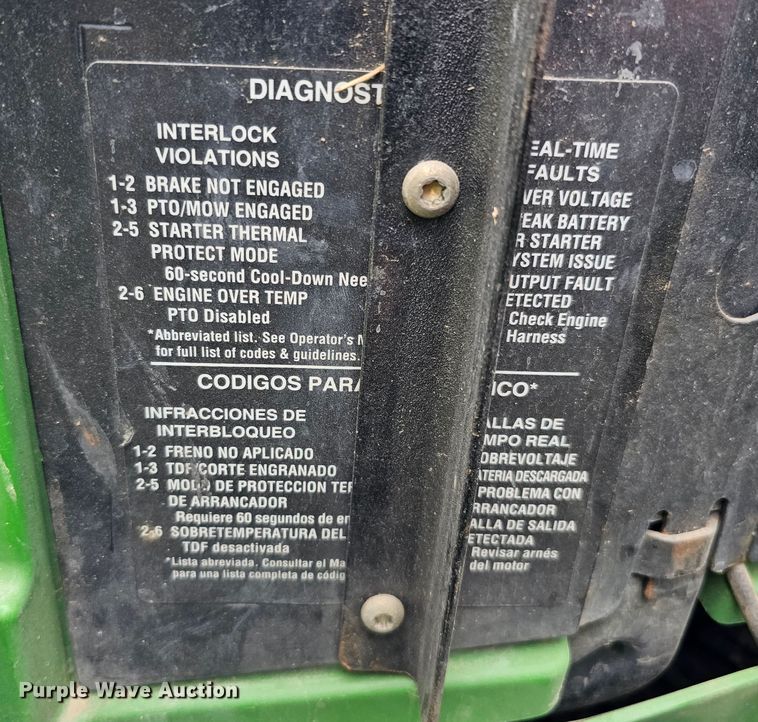 DIAGNOST
INTERLOCK
VIOLATIONS
1-2 BRAKE NOT ENGAGED
1-3 PTO/MOW ENGAGED
2-5 STARTER THERMAL
PROTECT MODE
60-second Cool-Down Nee
2-6 ENGINE OVER TEMP
PTO Disabled
*Abbreviated list. See Operator's M
for full list of codes & guidelines.
EAL-TIME
FAULTS
VER VOLTAGE
EAK BATTERY
R STARTER
YSTEM ISSUE
UTPUT FAULT
ETECTED
Check Engine
Harness
CODIGOS PARA
ICO*
INFRACCIONES DE
INTERBLOQUEO
1-2 FRENO NO APLICADO
1-3 TDF/CORTE ENGRANADO
2-5 MODO DE PROTECCION TER
DE ARRANCADOR
Requiere 60 segundos de en
2-6 SOBRETEMPERATURA DEL
TDF desactivada
*Lista abreviada. Consultar el Ma
para una lista completa de códig
ALLAS DE
MPO REAL
OBREVOLTAJE
ATERIA DESCARGADA
PROBLEMA CON
RRANCADOR
ALLA DE SALIDA
ETECTADA
Revisar arnés
del motor
Purple Wave Auction